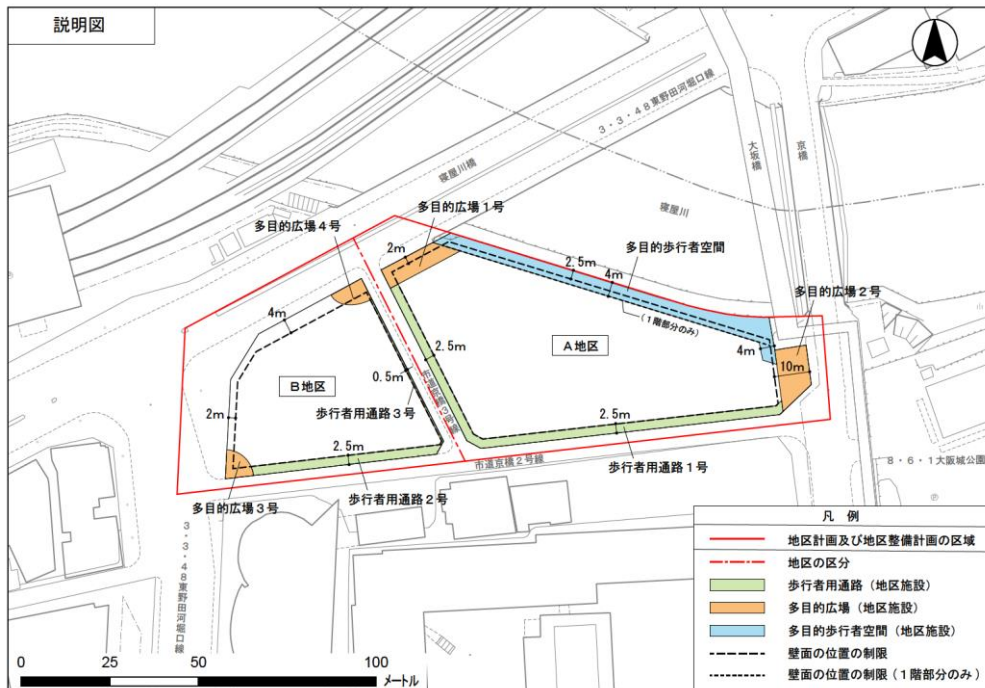 説明図
3・3・48東野田河堀口線
寝屋川橋
大坂橋
京橋
寝屋川
多目的広場4号
多目的広場1号
2m
2.5m
4m
多目的歩行者空間
(1階部分のみ)
多目的広場2号
4m
A地区
4m
10m
2.5m
市道京橋3号線
0.5m
B地区
2m
歩行者用通路3号
2.5m
2.5m
歩行者用通路1号
市道京橋2号線
8・6・1大阪城公園
歩行者用通路2号
多目的広場3号
3・3・48東野田河堀口線
凡 例
地区計画及び地区整備計画の区域
地区の区分
歩行者用通路(地区施設)
多目的広場(地区施設)
多目的歩行者空間(地区施設)
壁面の位置の制限
壁面の位置の制限(1階部分のみ)
0 25 50 100
メートル